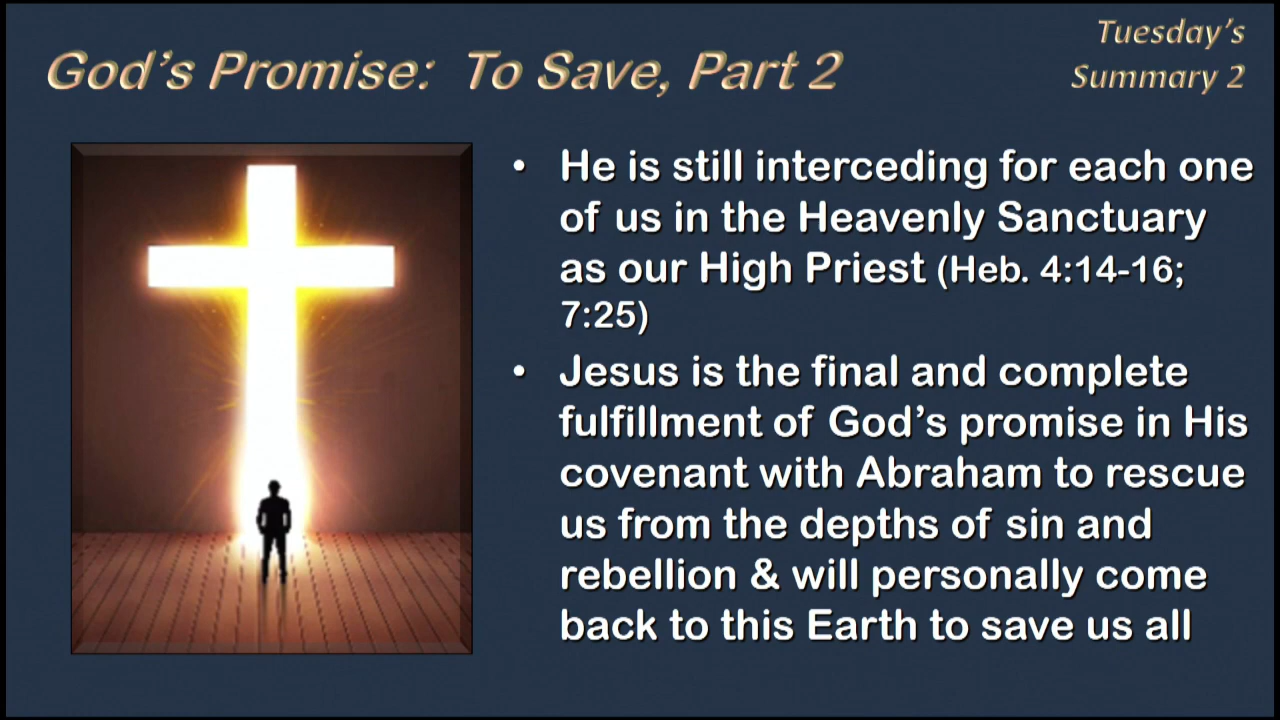 God's Promise: To Save, Part 2
Tuesday's
Summary 2
• He is still interceding for each one
of us in the Heavenly Sanctuary
as our High Priest (Heb. 4:14-16;
7:25)
• Jesus is the final and complete
fulfillment of God's promise in His
covenant with Abraham to rescue
us from the depths of sin and
rebellion & will personally come
back to this Earth to save us all